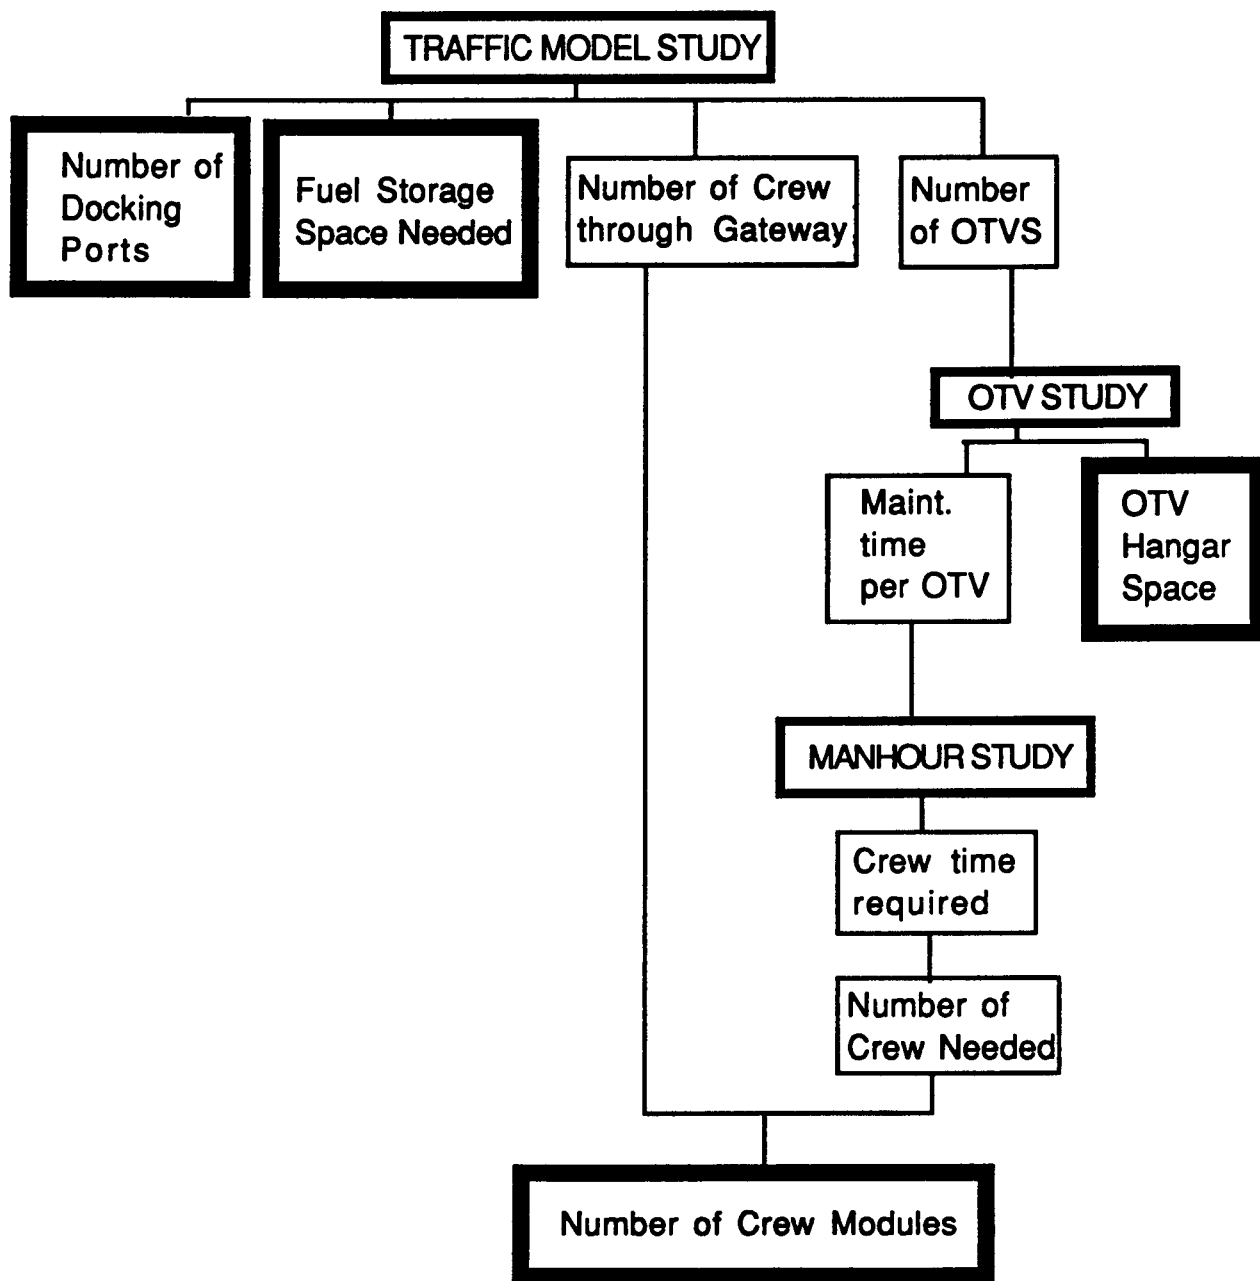 TRAFFIC MODEL STUDY
Number of
Docking
Ports
Fuel Storage
Space Needed
Number of Crew
through Gateway
Number
of OTVS
OTV STUDY
Maint.
time
per OTV
OTV
Hangar
Space
MANHOUR STUDY
Crew time
required
Number of
Crew Needed
Number of Crew Modules